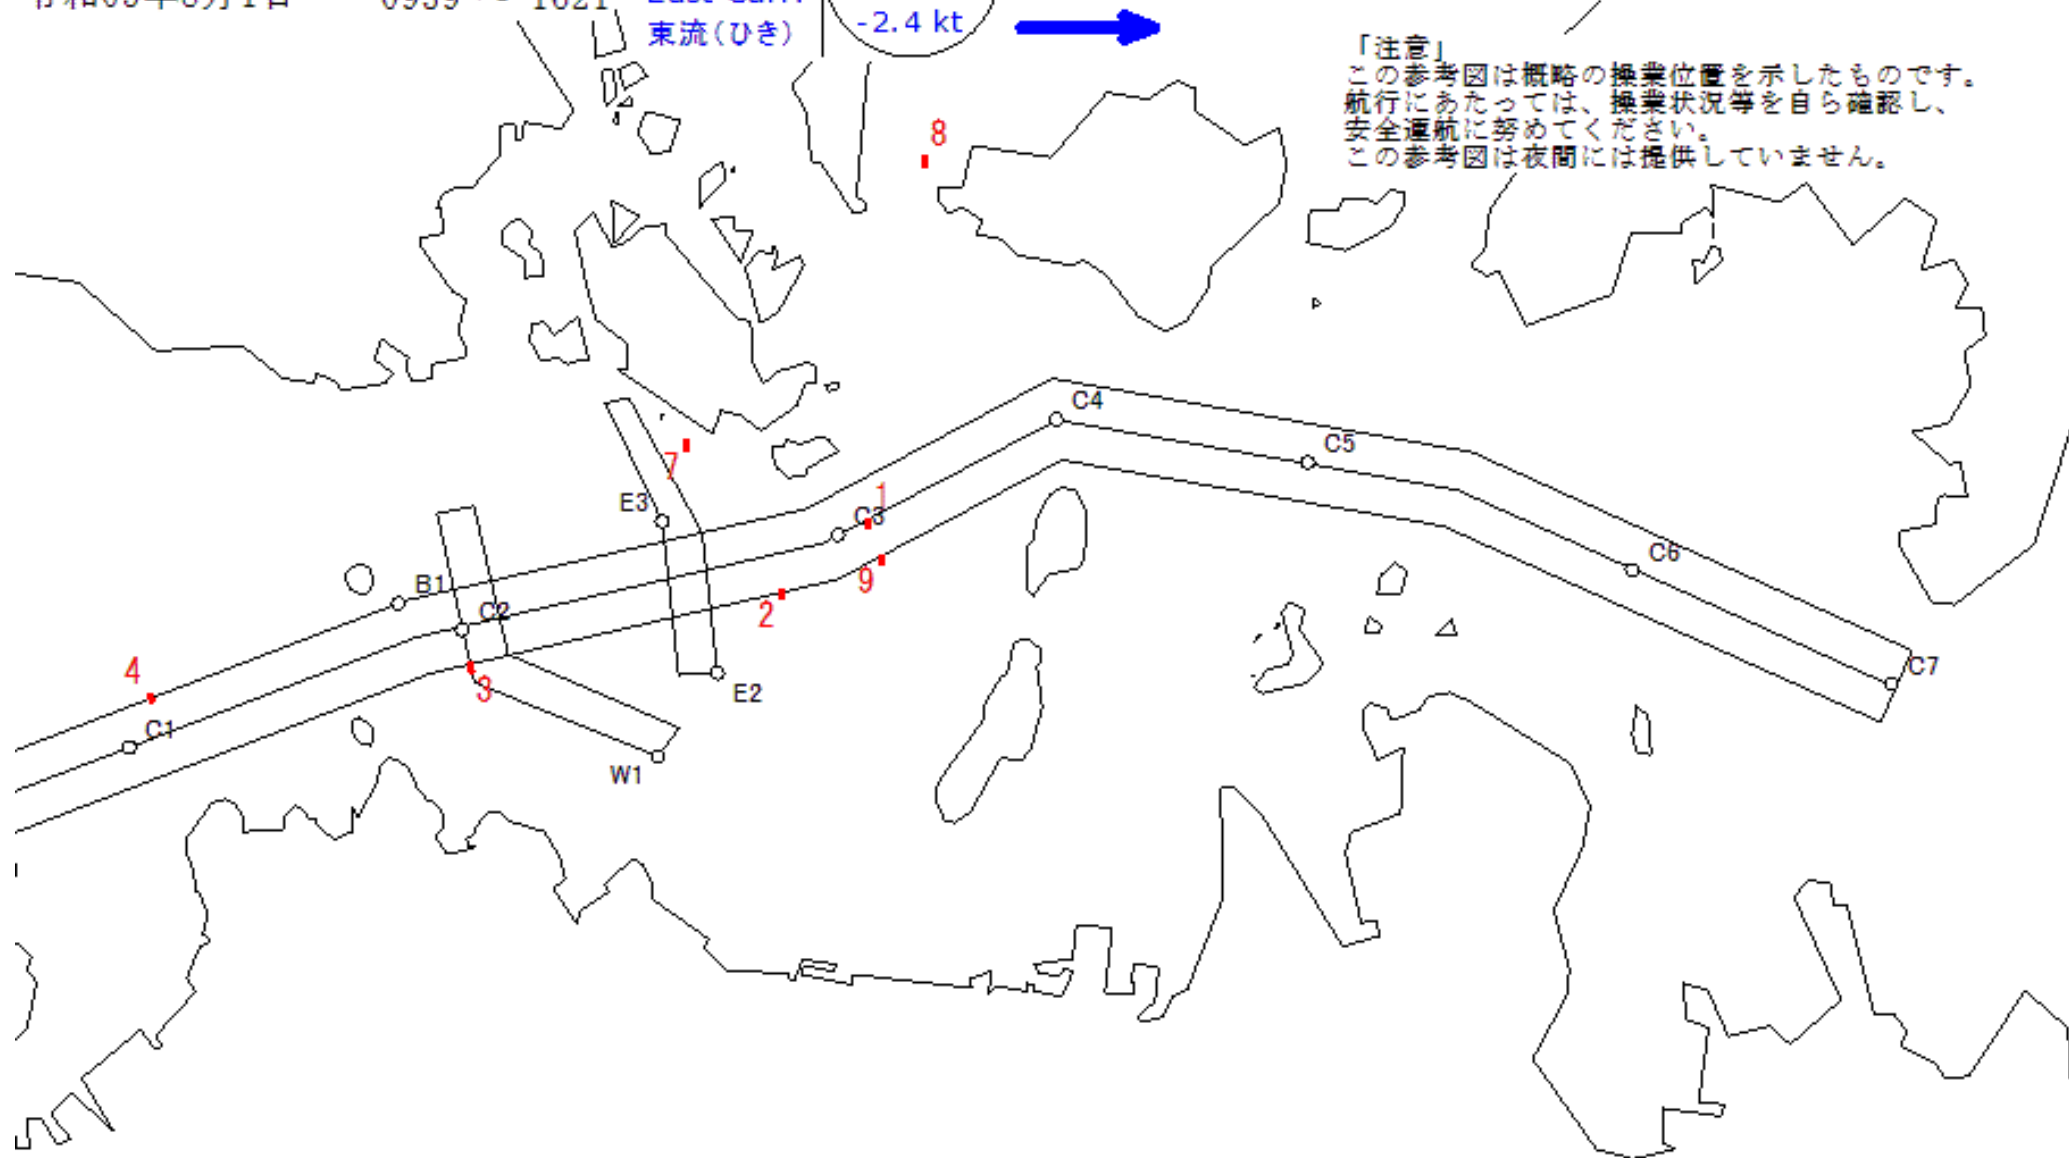 0939 ~ 1621
東流(ひき)
-2.4 kt
「注意」
この参考図は概略の操業位置を示したものです。
航行にあたっては、操業状況等を自ら確認し、
安全運航に努めてください。
この参考図は夜間には提供していません。
8
C4
C5
7
E3
1
C3
C6
9
B1
2
C2
C7
4
3
E2
C1
W1